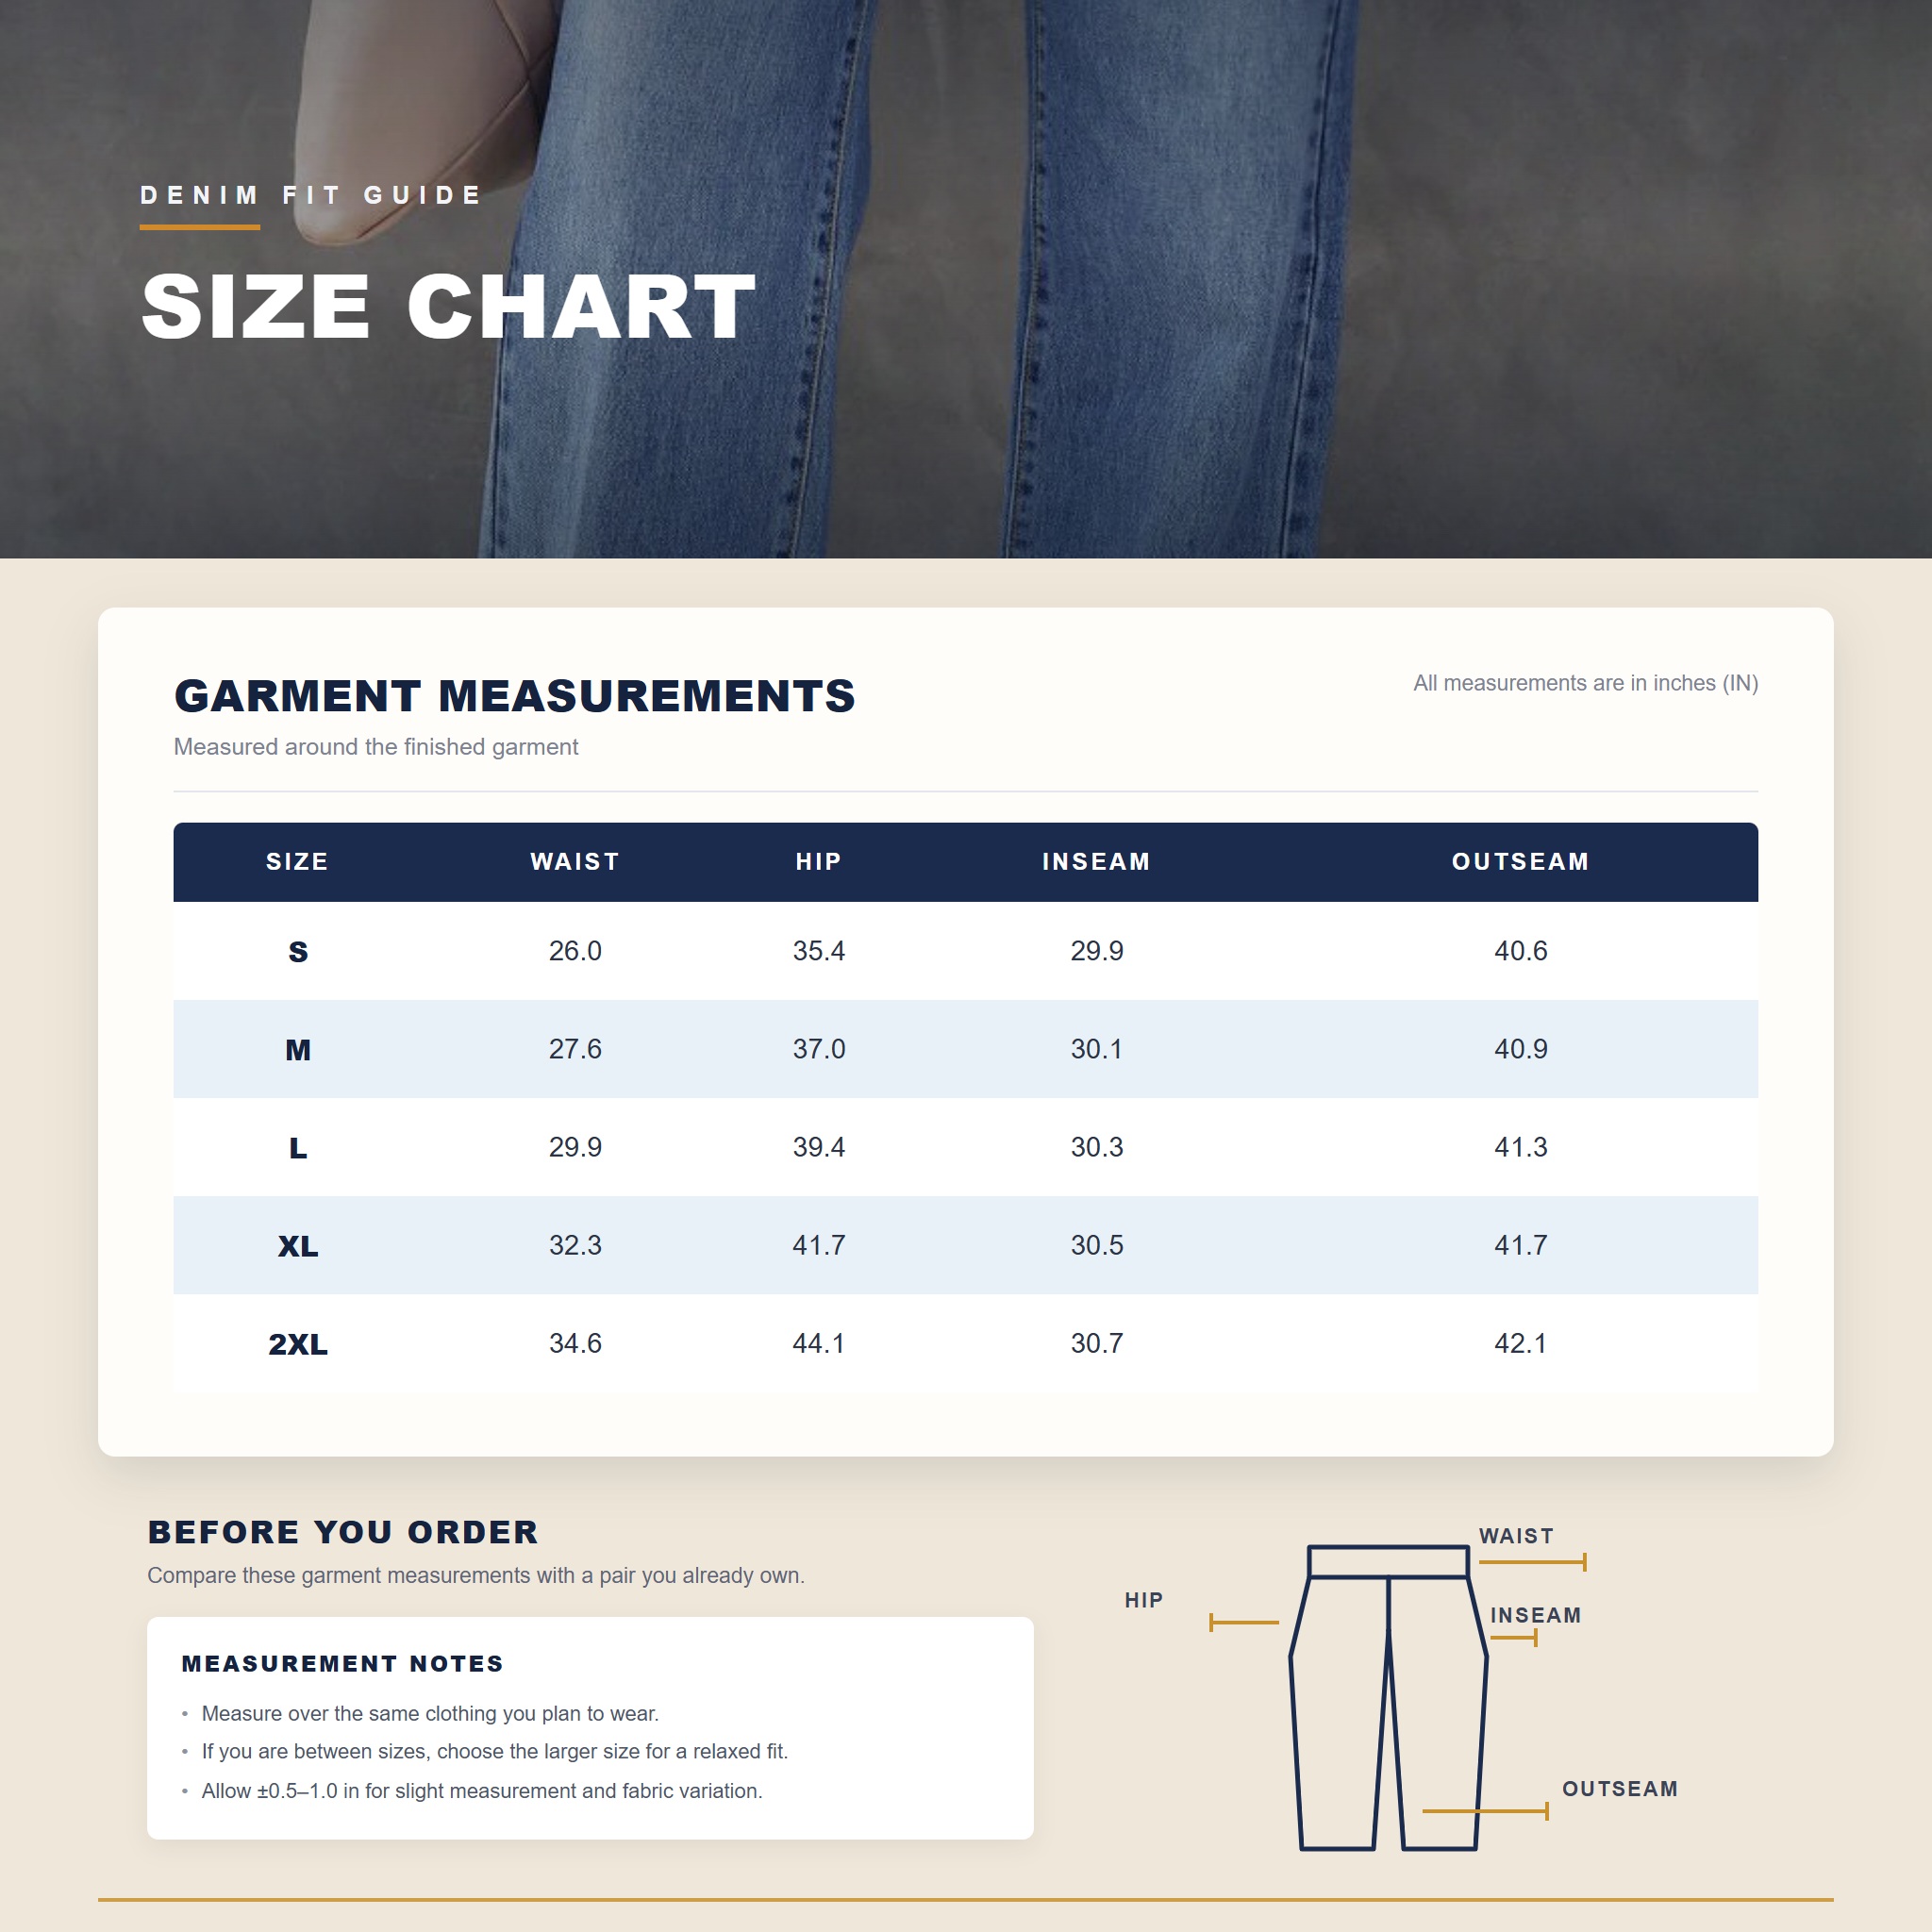 DENIM FIT GUIDE
SIZE CHART
GARMENT MEASUREMENTS
All measurements are in inches (IN)
Measured around the finished garment
SIZE WAIST HIP INSEAM OUTSEAM
S 26.0 35.4 29.9 40.6
M 27.6 37.0 30.1 40.9
L 29.9 39.4 30.3 41.3
XL 32.3 41.7 30.5 41.7
2XL 34.6 44.1 30.7 42.1
BEFORE YOU ORDER
Compare these garment measurements with a pair you already own.
MEASUREMENT NOTES
• Measure over the same clothing you plan to wear.
• If you are between sizes, choose the larger size for a relaxed fit.
• Allow ±0.5–1.0 in for slight measurement and fabric variation.
WAIST
HIP
INSEAM
OUTSEAM